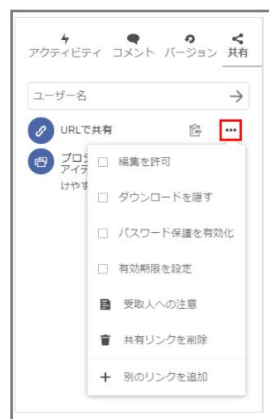 アクティビティ コメント バージョン 共有
ユーザー名
URLで共有
プロジ
アイテ
けやす
編集を許可
ダウンロードを隠す
パスワード保護を有効化
有効期限を設定
受取人への注意
共有リンクを削除
別のリンクを追加